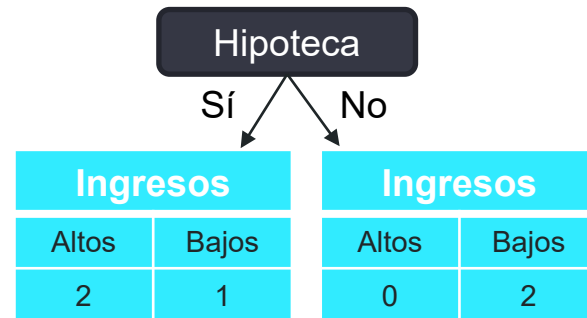 Hipoteca
Sí No
Ingresos Ingresos
Altos Bajos Altos Bajos
2 1 0 2